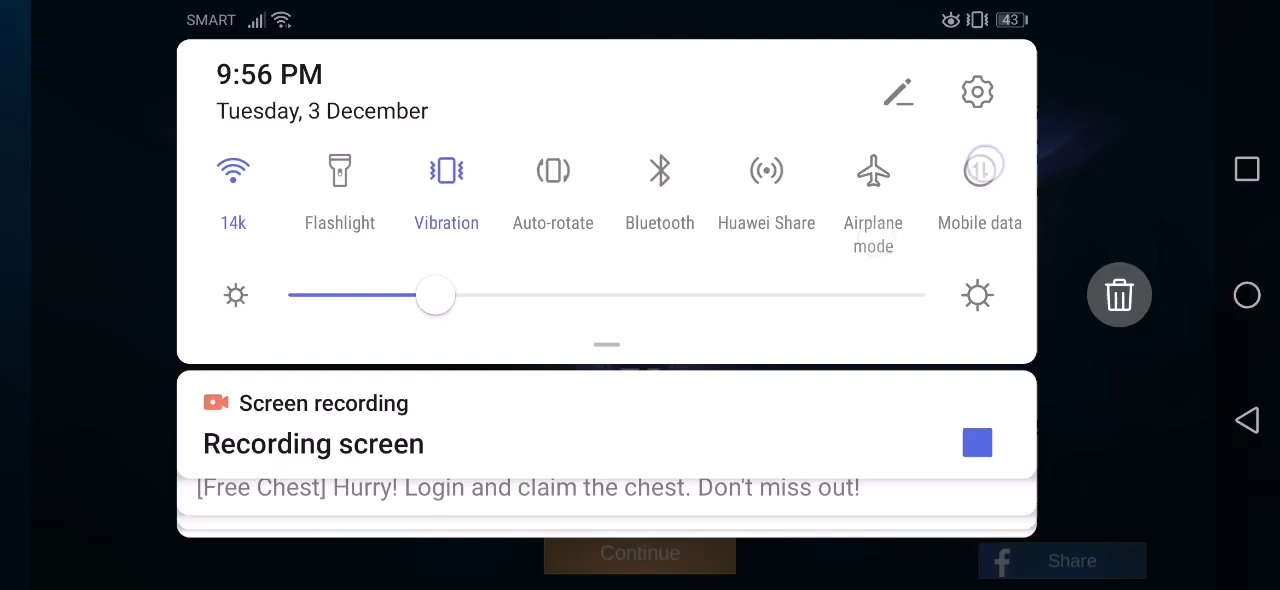 SMART
43
9:56 PM
Tuesday, 3 December
14k
Flashlight
Vibration
Auto-rotate
Bluetooth
Huawei Share
Airplane
mode
Mobile data
Screen recording
Recording screen
[Free Chest] Hurry! Login and claim the chest. Don't miss out!
Continue
f Share